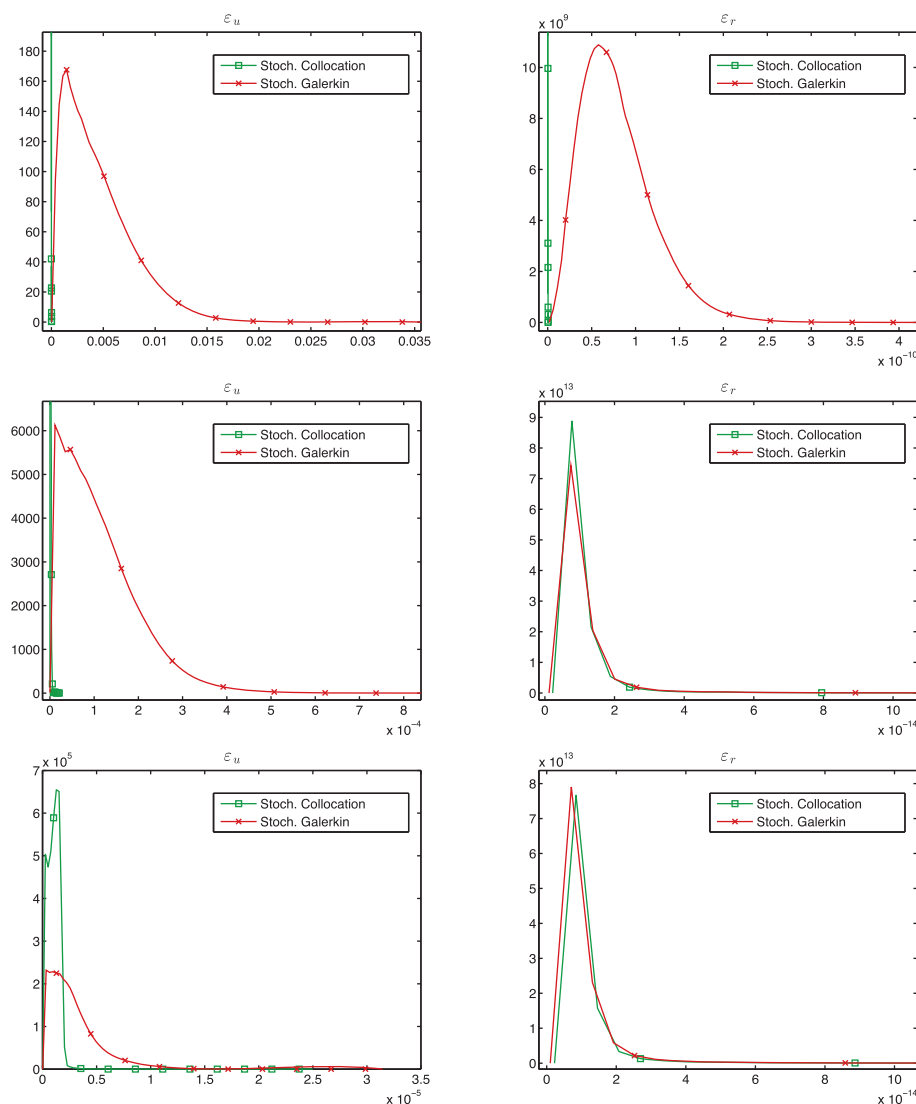 ε_u
180
160
140
120
100
80
60
40
20
0
0 0.005 0.01 0.015 0.02 0.025 0.03 0.035
Stoch. Collocation
Stoch. Galerkin
ε_r
x 10^9
10
8
6
4
2
0
0 0.5 1 1.5 2 2.5 3 3.5 4
x 10^-10
Stoch. Collocation
Stoch. Galerkin
ε_u
6000
5000
4000
3000
2000
1000
0
0 1 2 3 4 5 6 7 8
x 10^-4
Stoch. Collocation
Stoch. Galerkin
ε_r
x 10^13
9
8
7
6
5
4
3
2
1
0
0 2 4 6 8 10
x 10^-14
Stoch. Collocation
Stoch. Galerkin
ε_u
x 10^5
7
6
5
4
3
2
1
0
0 0.5 1 1.5 2 2.5 3 3.5
x 10^-5
Stoch. Collocation
Stoch. Galerkin
ε_r
x 10^13
8
7
6
5
4
3
2
1
0
0 2 4 6 8 10
x 10^-14
Stoch. Collocation
Stoch. Galerkin